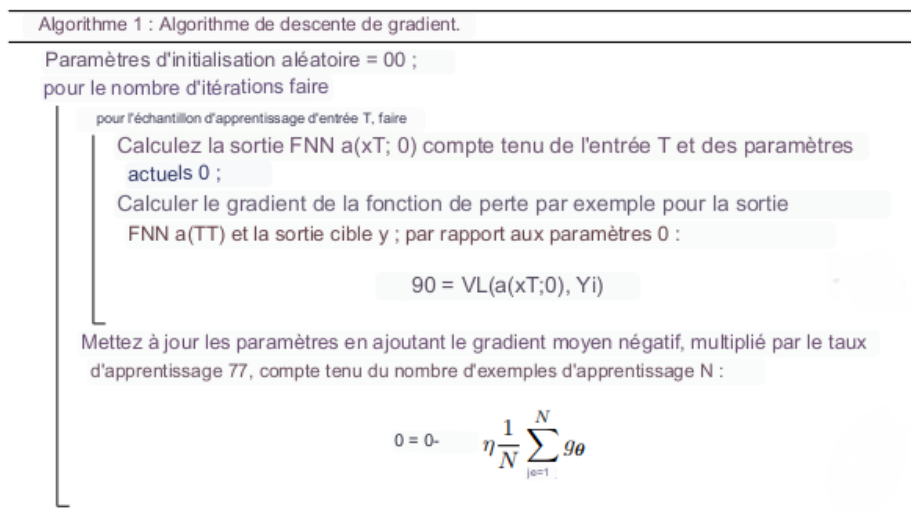 Algorithme 1 : Algorithme de descente de gradient.
Paramètres d'initialisation aléatoire = 00 ;
pour le nombre d'itérations faire
pour l'échantillon d'apprentissage d'entrée T, faire
Calculez la sortie FNN a(xT; 0) compte tenu de l'entrée T et des paramètres
actuels 0 ;
Calculer le gradient de la fonction de perte par exemple pour la sortie
FNN a(TT) et la sortie cible y ; par rapport aux paramètres 0 :
90 = VL(a(xT;0), Yi)
Mettez à jour les paramètres en ajoutant le gradient moyen négatif, multiplié par le taux
d'apprentissage 77, compte tenu du nombre d'exemples d'apprentissage N :
0 = 0- η 1/N ∑ N je=1 gθ